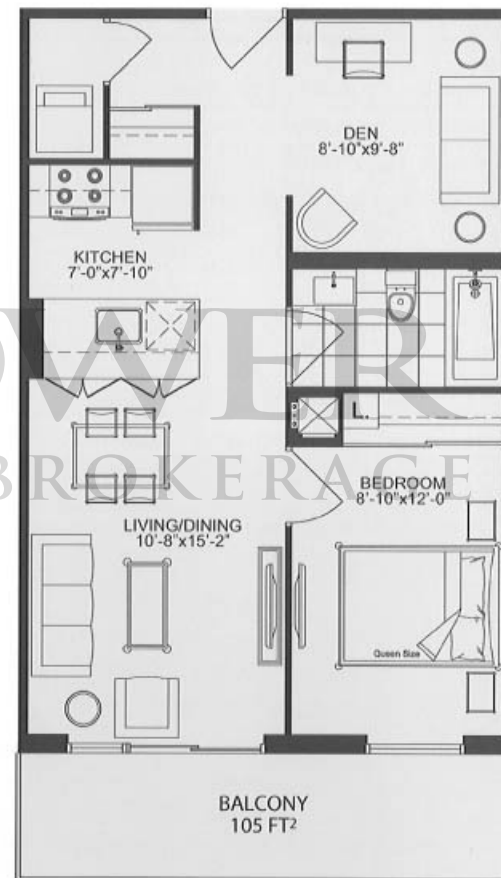 DEN
8'-10"x9'-8"
KITCHEN
7'-0"x7'-10"
OWER
BROKERAGE
BEDROOM
8'-10"x12'-0"
LIVING/DINING
10'-8"x15'-2"
Queen Size
BALCONY
105 FT²